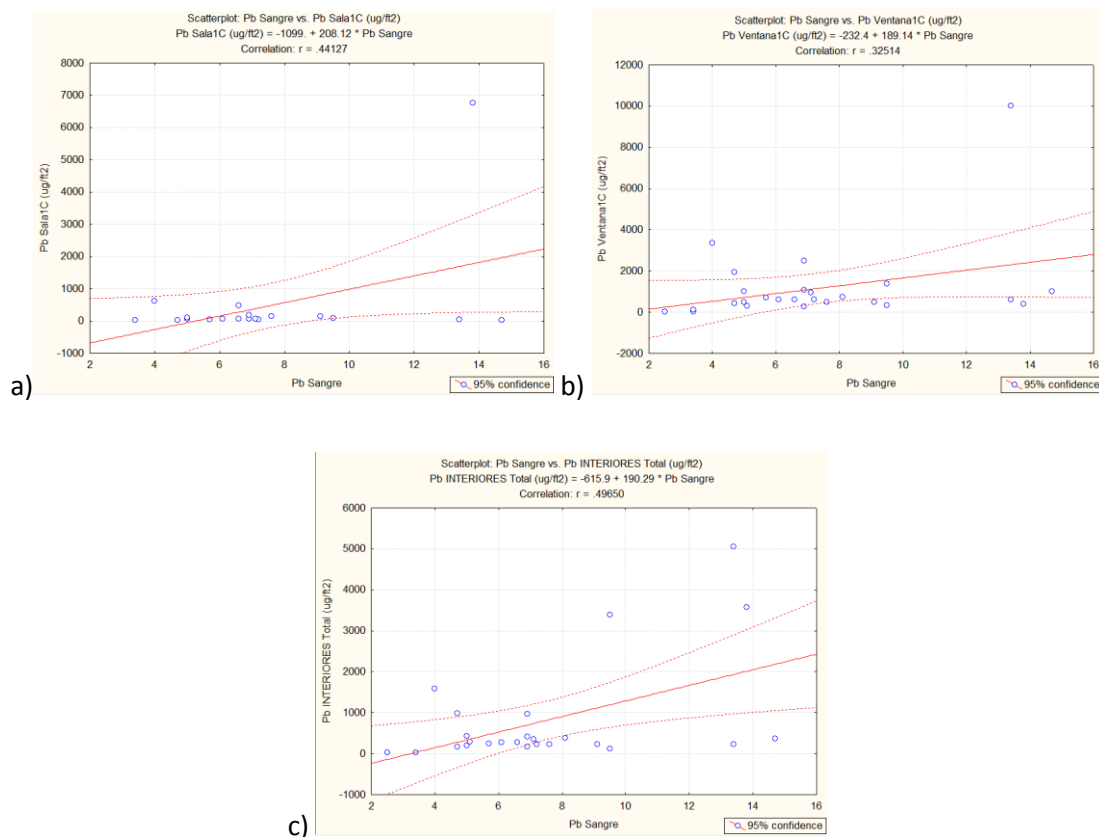 Scatterplot: Pb Sangre vs. Pb Sala1C (ug/ft2)
Pb Sala1C (ug/ft2) = -1099. + 208.12 * Pb Sangre
Correlation: r = .44127
8000
7000
6000
5000
4000
3000
2000
1000
0
-1000
Pb Sala1C (ug/ft2)
2 4 6 8 10 12 14 16
Pb Sangre
95% confidence
a)
Scatterplot: Pb Sangre vs. Pb Ventana1C (ug/ft2)
Pb Ventana1C (ug/ft2) = -232.4 + 189.14 * Pb Sangre
Correlation: r = .32514
12000
10000
8000
6000
4000
2000
0
-2000
Pb Ventana1C (ug/ft2)
2 4 6 8 10 12 14 16
Pb Sangre
95% confidence
b)
Scatterplot: Pb Sangre vs. Pb INTERIORES Total (ug/ft2)
Pb INTERIORES Total (ug/ft2) = -615.9 + 190.29 * Pb Sangre
Correlation: r = .49650
6000
5000
4000
3000
2000
1000
0
-1000
Pb INTERIORES Total (ug/ft2)
2 4 6 8 10 12 14 16
Pb Sangre
95% confidence
c)